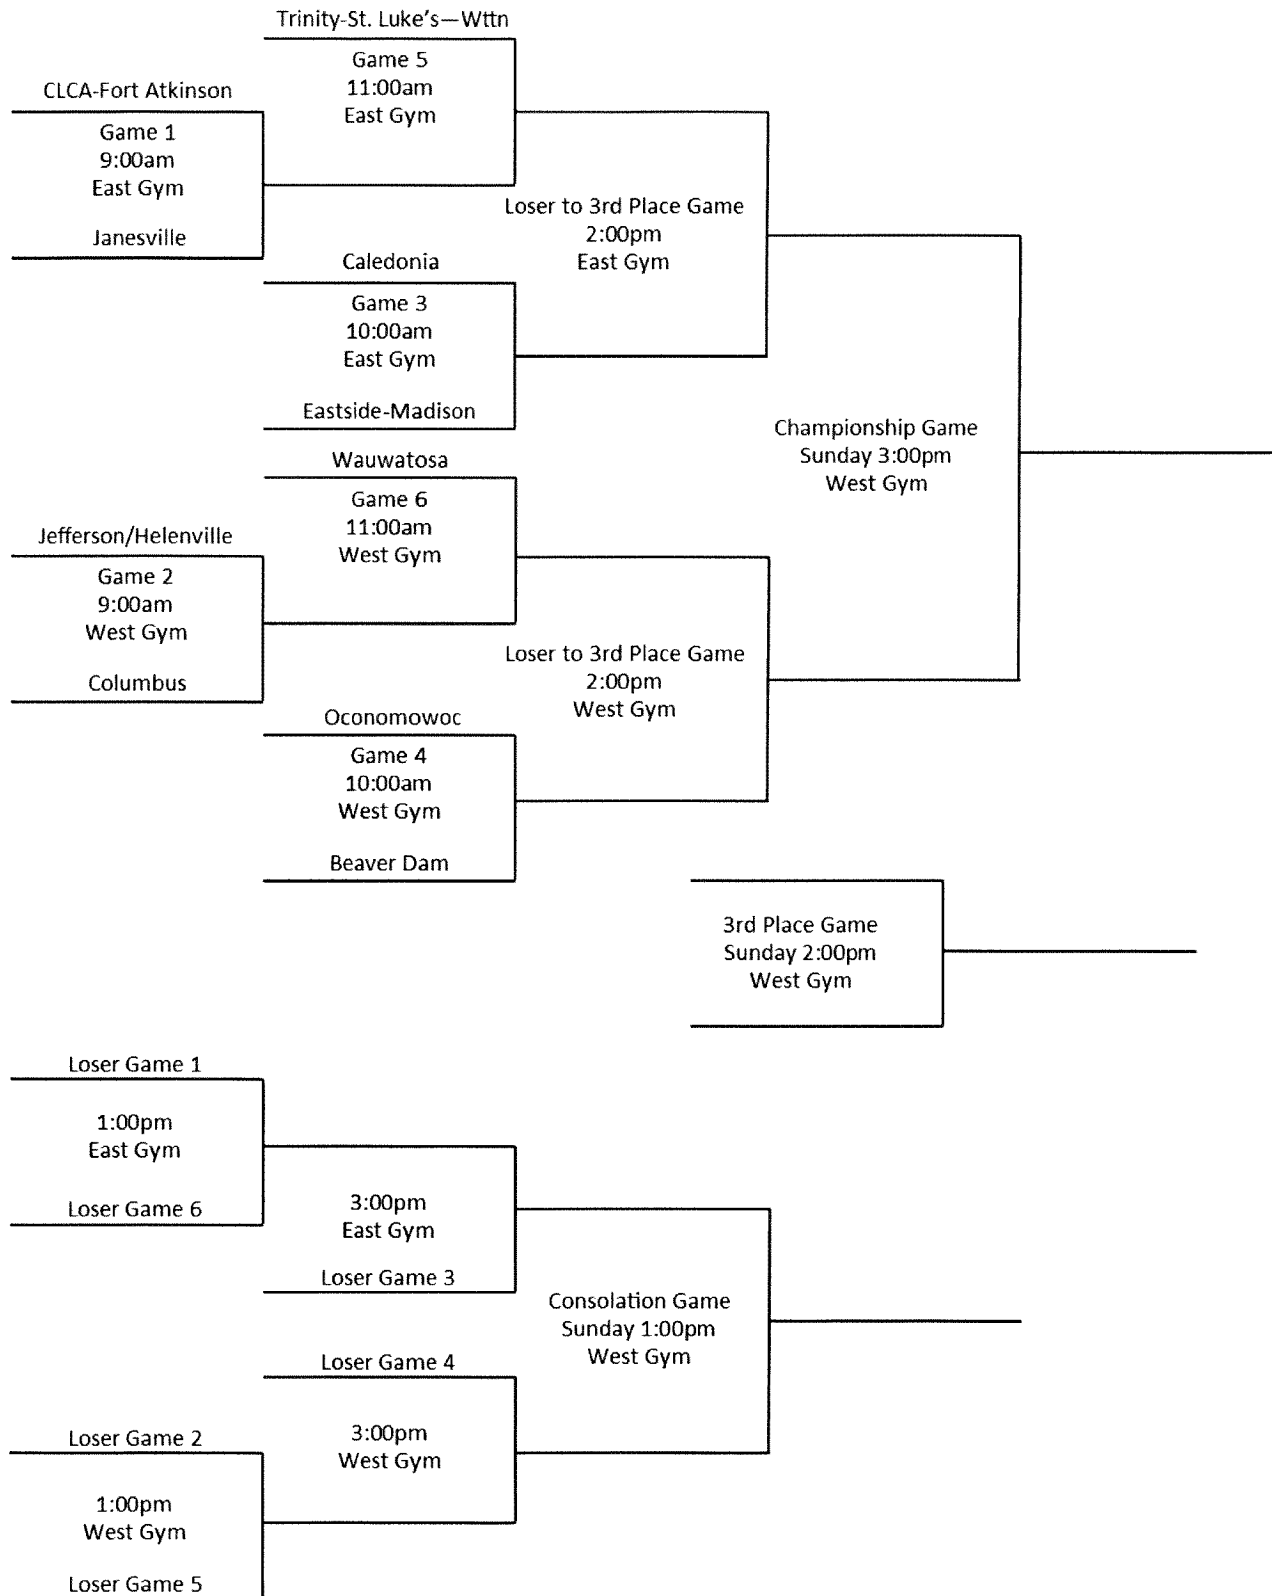 Trinity-St. Luke's—Wttn
Game 5
11:00am
East Gym
CLCA-Fort Atkinson
Game 1
9:00am
East Gym
Janesville
Loser to 3rd Place Game
2:00pm
East Gym
Caledonia
Game 3
10:00am
East Gym
Eastside-Madison
Championship Game
Sunday 3:00pm
West Gym
Wauwatosa
Game 6
11:00am
West Gym
Jefferson/Helenville
Game 2
9:00am
West Gym
Columbus
Loser to 3rd Place Game
2:00pm
West Gym
Oconomowoc
Game 4
10:00am
West Gym
Beaver Dam
3rd Place Game
Sunday 2:00pm
West Gym
Loser Game 1
1:00pm
East Gym
Loser Game 6
3:00pm
East Gym
Loser Game 3
Consolation Game
Sunday 1:00pm
West Gym
Loser Game 4
3:00pm
West Gym
Loser Game 2
1:00pm
West Gym
Loser Game 5